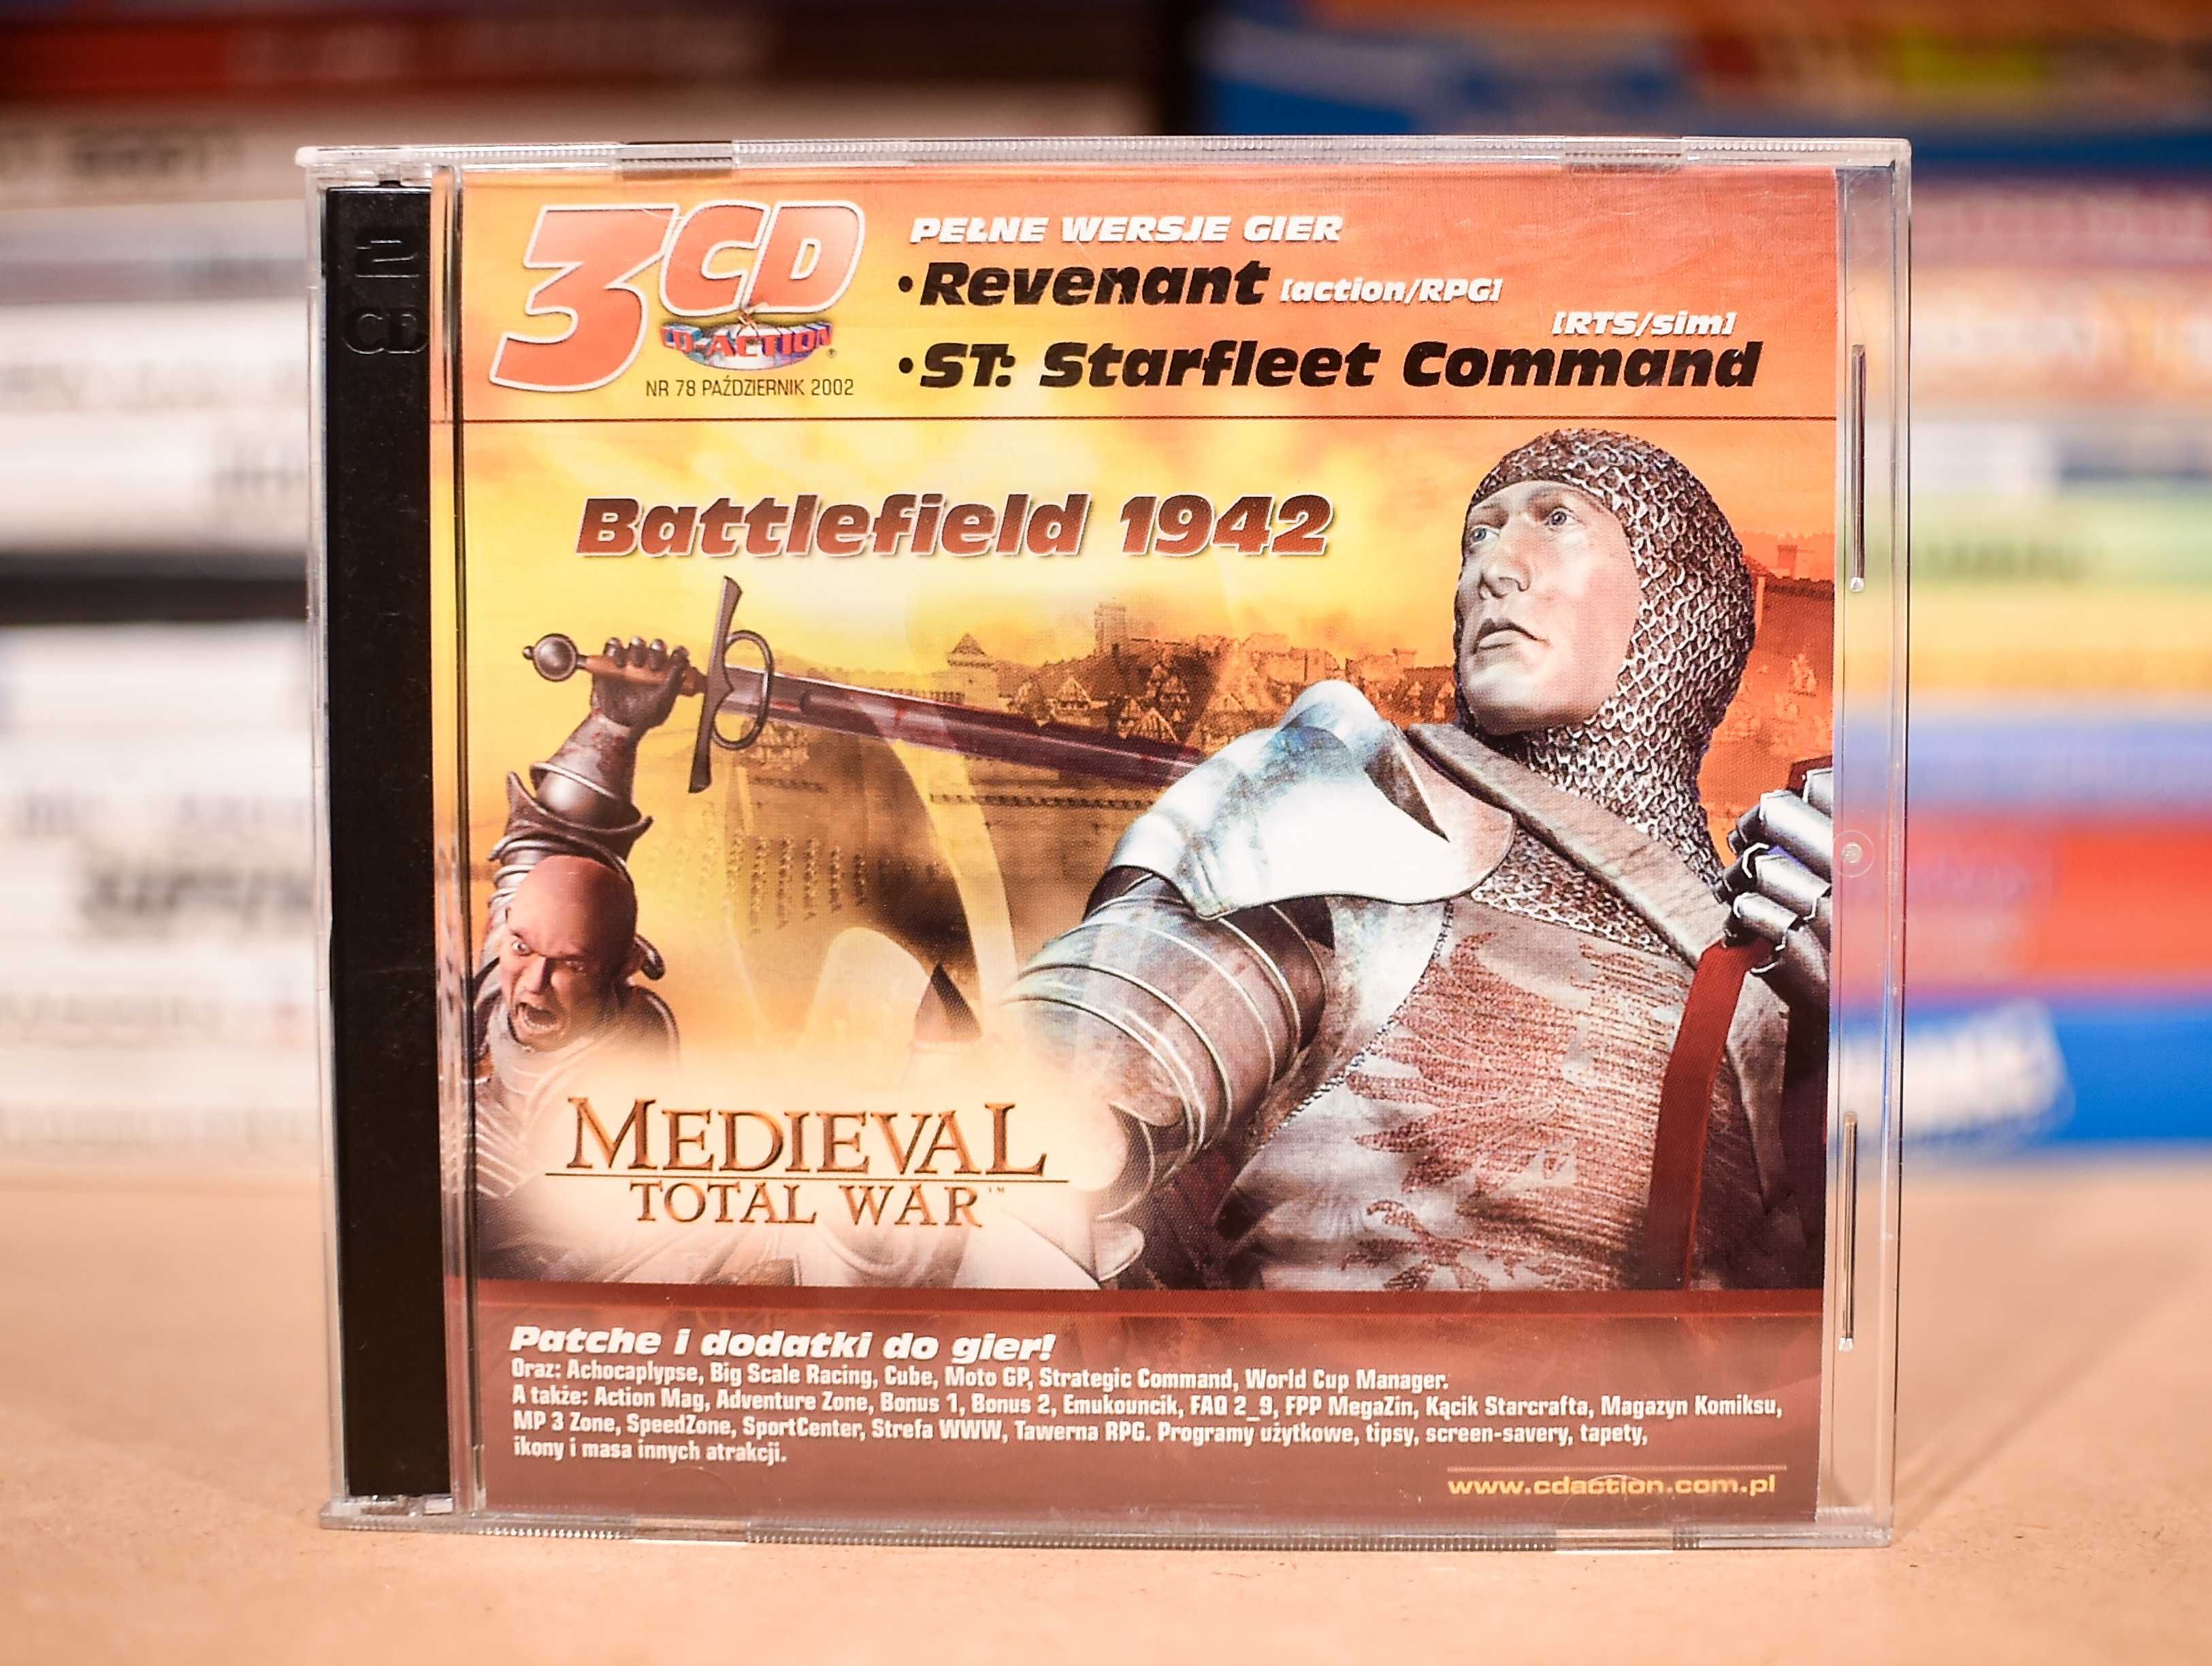 2
CD
3CD
CD-ACTION
NR 78 PAŹDZIERNIK 2002
PEŁNE WERSJE GIER
•Revenant [action/RPG]
[RTS/sim]
•ST: Starfleet Command
Battlefield 1942
MEDIEVAL
TOTAL WAR™
Patche i dodatki do gier!
Oraz: Achocaplypse, Big Scale Racing, Cube, Moto GP, Strategic Command, World Cup Manager.
A także: Action Mag, Adventure Zone, Bonus 1, Bonus 2, Emukouncik, FAQ 2_9, FPP MegaZin, Kącik Starcrafta, Magazyn Komiksu,
MP 3 Zone, SpeedZone, SportCenter, Strefa WWW, Tawerna RPG. Programy użytkowe, tipsy, screen-savery, tapety,
ikony i masa innych atrakcji.
www.cdaction.com.pl